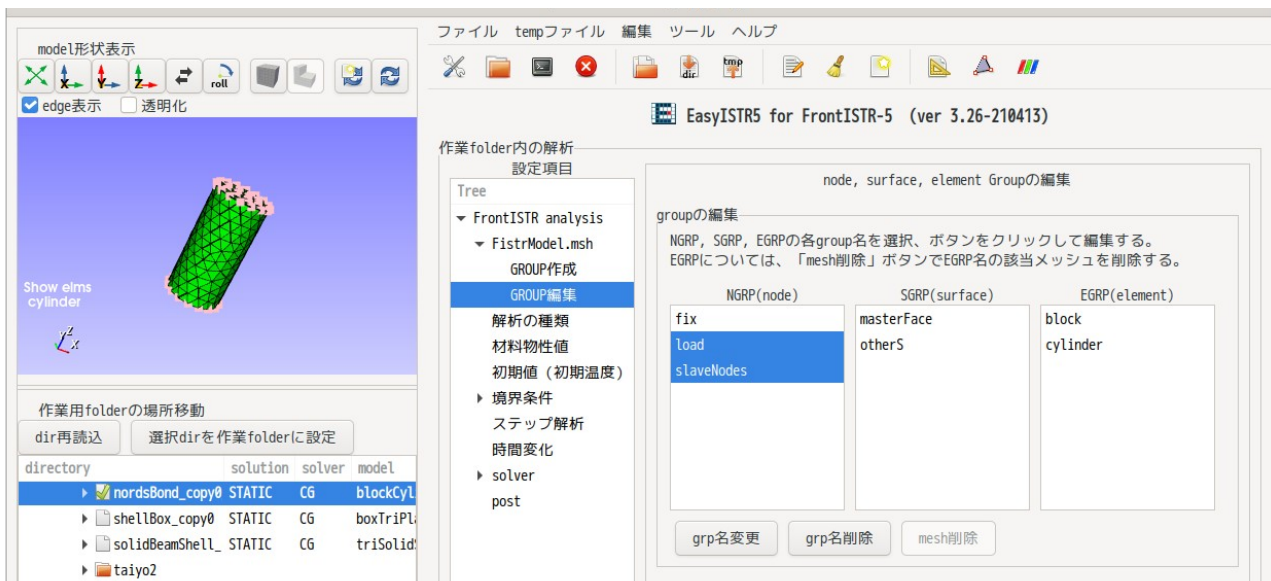 model形状表示
X
Y
Z
roll
edge表示 透明化
Show elms
cylinder
z
y
x
作業用folderの場所移動
dir再読込 選択dirを作業folderに設定
directory solution solver model
nordsBond_copy0 STATIC CG blockCyl
shellBox_copy0 STATIC CG boxTriPl
solidBeamShell_ STATIC CG triSolid
taiyo2
ファイル tempファイル 編集 ツール ヘルプ
dir
tmp
EasyISTR5 for FrontISTR-5 (ver 3.26-210413)
作業folder内の解析
設定項目
Tree
FrontISTR analysis
FistrModel.msh
GROUP作成
GROUP編集
解析の種類
材料物性値
初期値 (初期温度)
境界条件
ステップ解析
時間変化
solver
post
node, surface, element Groupの編集
groupの編集
NGRP, SGRP, EGRPの各group名を選択、ボタンをクリックして編集する。
EGRPについては、「mesh削除」ボタンでEGRP名の該当メッシュを削除する。
NGRP(node) SGRP(surface) EGRP(element)
fix masterFace block
load otherS cylinder
slaveNodes
grp名変更 grp名削除 mesh削除